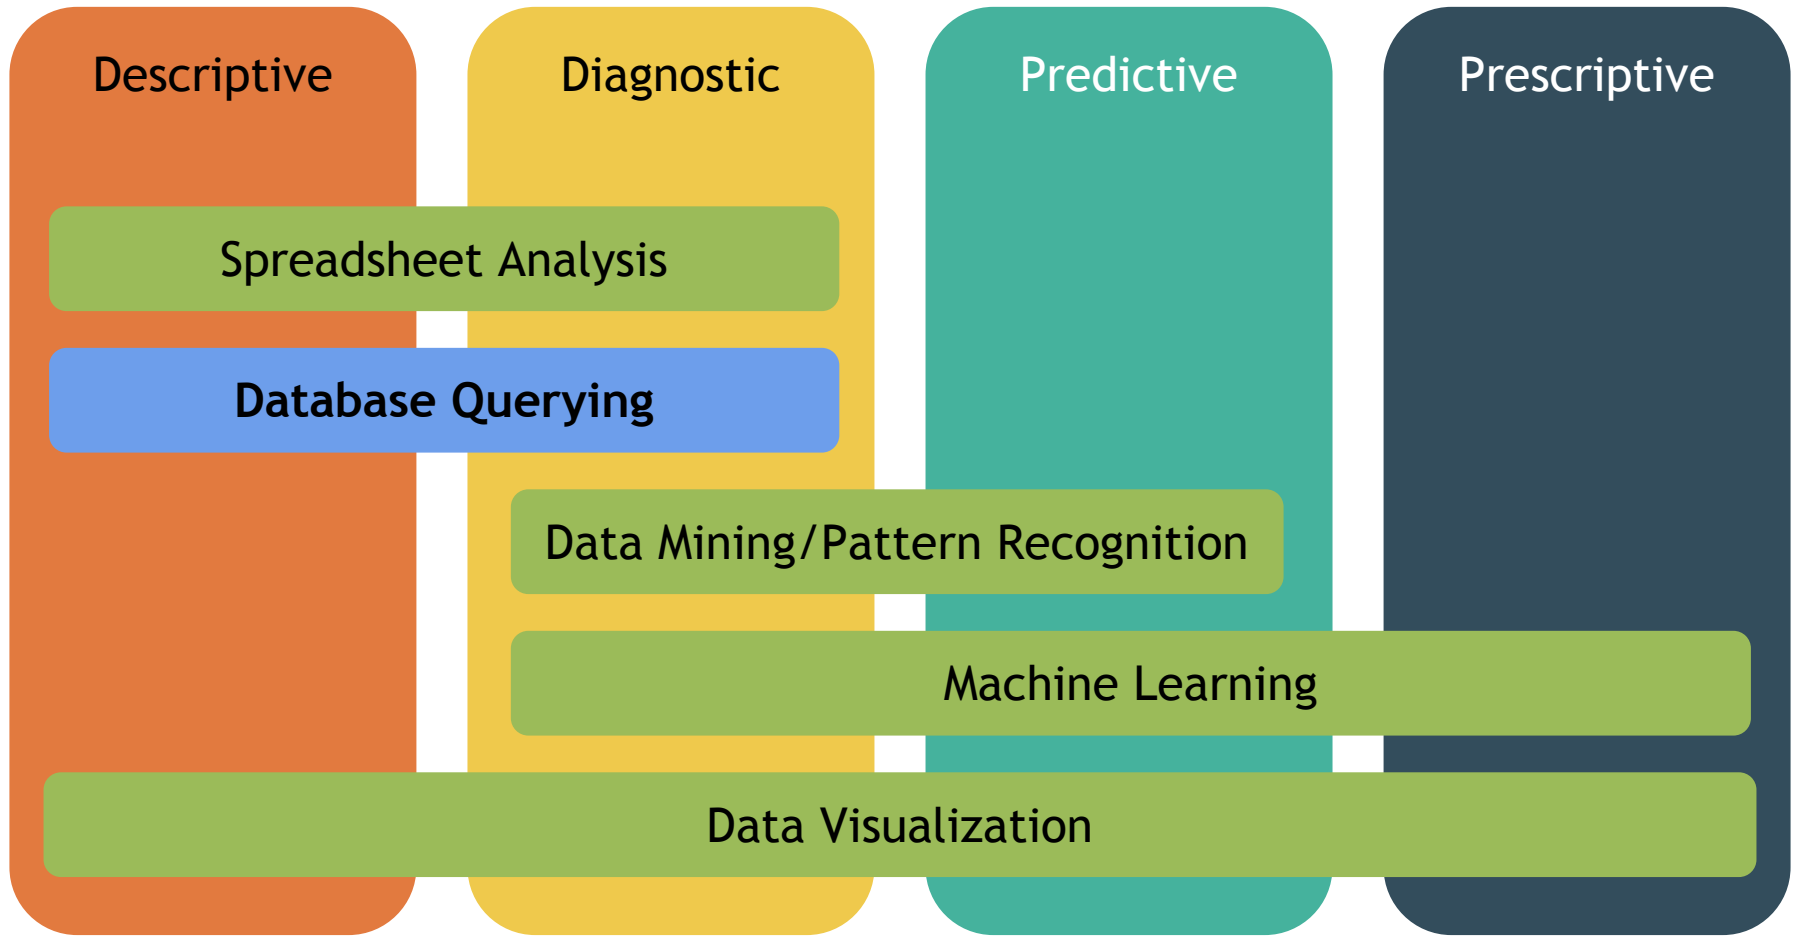 Descriptive
Diagnostic
Predictive
Prescriptive
Spreadsheet Analysis
Database Querying
Data Mining/Pattern Recognition
Machine Learning
Data Visualization